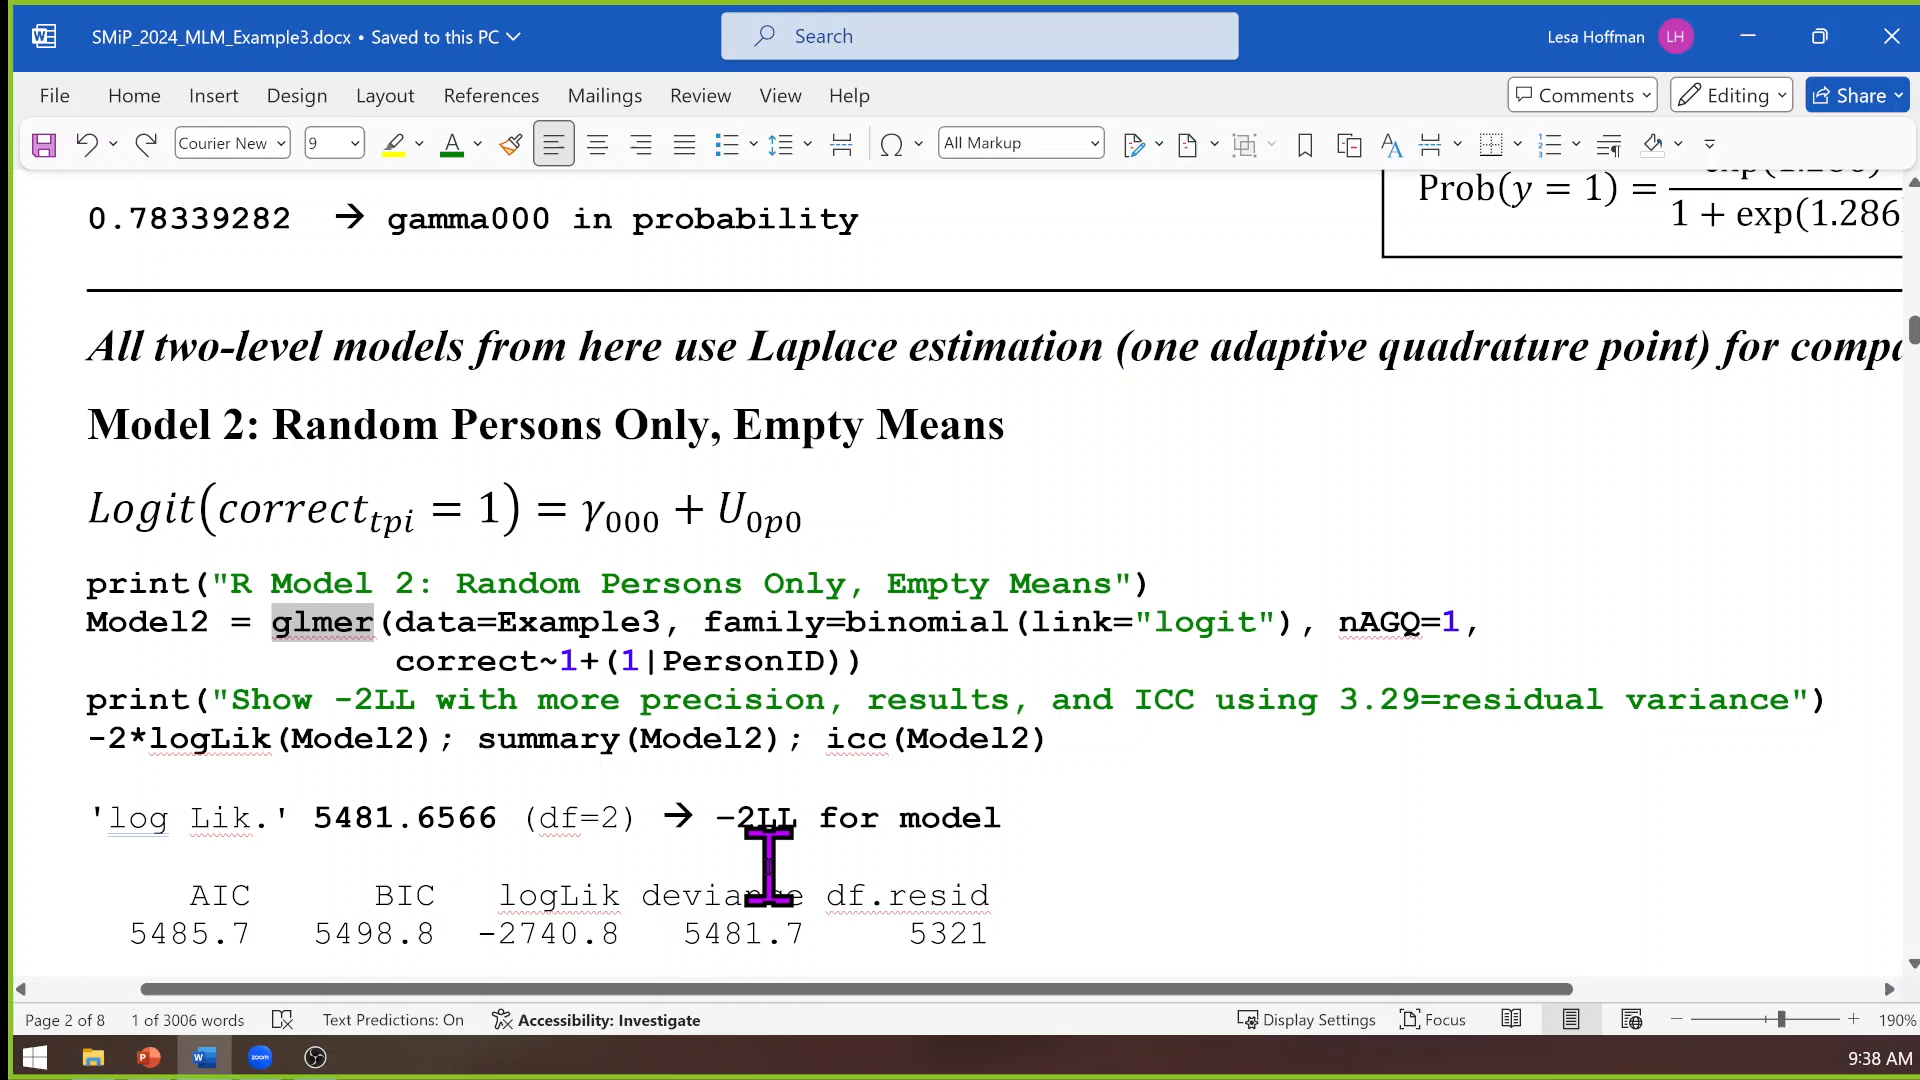 SMiP_2024_MLM_Example3.docx • Saved to this PC
Search
Lesa Hoffman
LH
File Home Insert Design Layout References Mailings Review View Help
Comments Editing Share
Courier New 9 All Markup
0.78339282 → gamma000 in probability
Prob(y = 1) =
1 + exp(1.286
All two-level models from here use Laplace estimation (one adaptive quadrature point) for
Model 2: Random Persons Only, Empty Means
Logit(correct_tpi = 1) = γ_000 + U_0p0
print("R Model 2: Random Persons Only, Empty Means")
Model2 = glmer(data=Example3, family=binomial(link="logit"), nAGQ=1,
correct~1+(1|PersonID))
print("Show -2LL with more precision, results, and ICC using 3.29=residual variance")
-2*logLik(Model2); summary(Model2); icc(Model2)
'log Lik.' 5481.6566 (df=2) → -2LL for model
AIC BIC logLik deviance df.resid
5485.7 5498.8 -2740.8 5481.7 5321
Page 2 of 8 1 of 3006 words Text Predictions: On Accessibility: Investigate Display Settings Focus 190%
zoom
9:38 AM